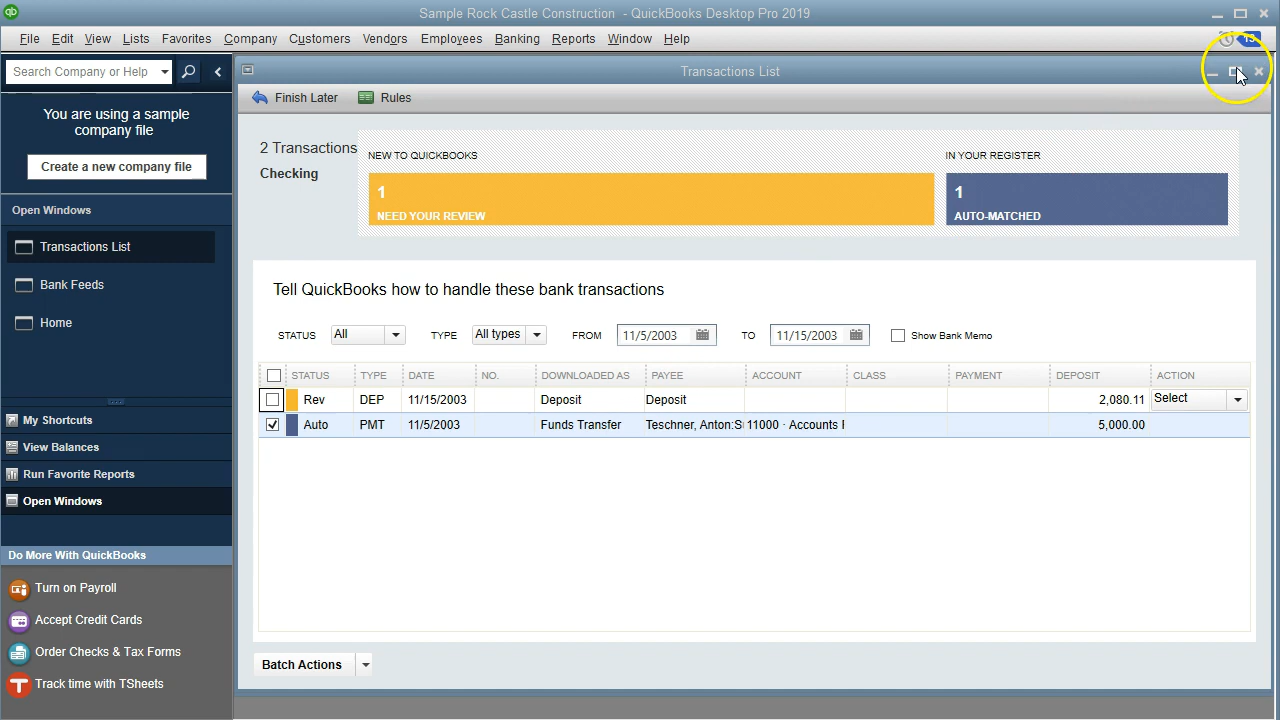 qb
Sample Rock Castle Construction - QuickBooks Desktop Pro 2019
File Edit View Lists Favorites Company Customers Vendors Employees Banking Reports Window Help
Search Company or Help
Transactions List
Finish Later Rules
You are using a sample
company file
Create a new company file
Open Windows
Transactions List
Bank Feeds
Home
My Shortcuts
View Balances
Run Favorite Reports
Open Windows
Do More With QuickBooks
Turn on Payroll
Accept Credit Cards
Order Checks & Tax Forms
Track time with TSheets
2 Transactions
Checking
NEW TO QUICKBOOKS
1
NEED YOUR REVIEW
IN YOUR REGISTER
1
AUTO-MATCHED
Tell QuickBooks how to handle these bank transactions
STATUS All TYPE All types FROM 11/5/2003 TO 11/15/2003 Show Bank Memo
STATUS TYPE DATE NO. DOWNLOADED AS PAYEE ACCOUNT CLASS PAYMENT DEPOSIT ACTION
Rev DEP 11/15/2003 Deposit Deposit 2,080.11 Select
Auto PMT 11/5/2003 Funds Transfer Teschner, Anton:S 11000 · Accounts 5,000.00
Batch Actions